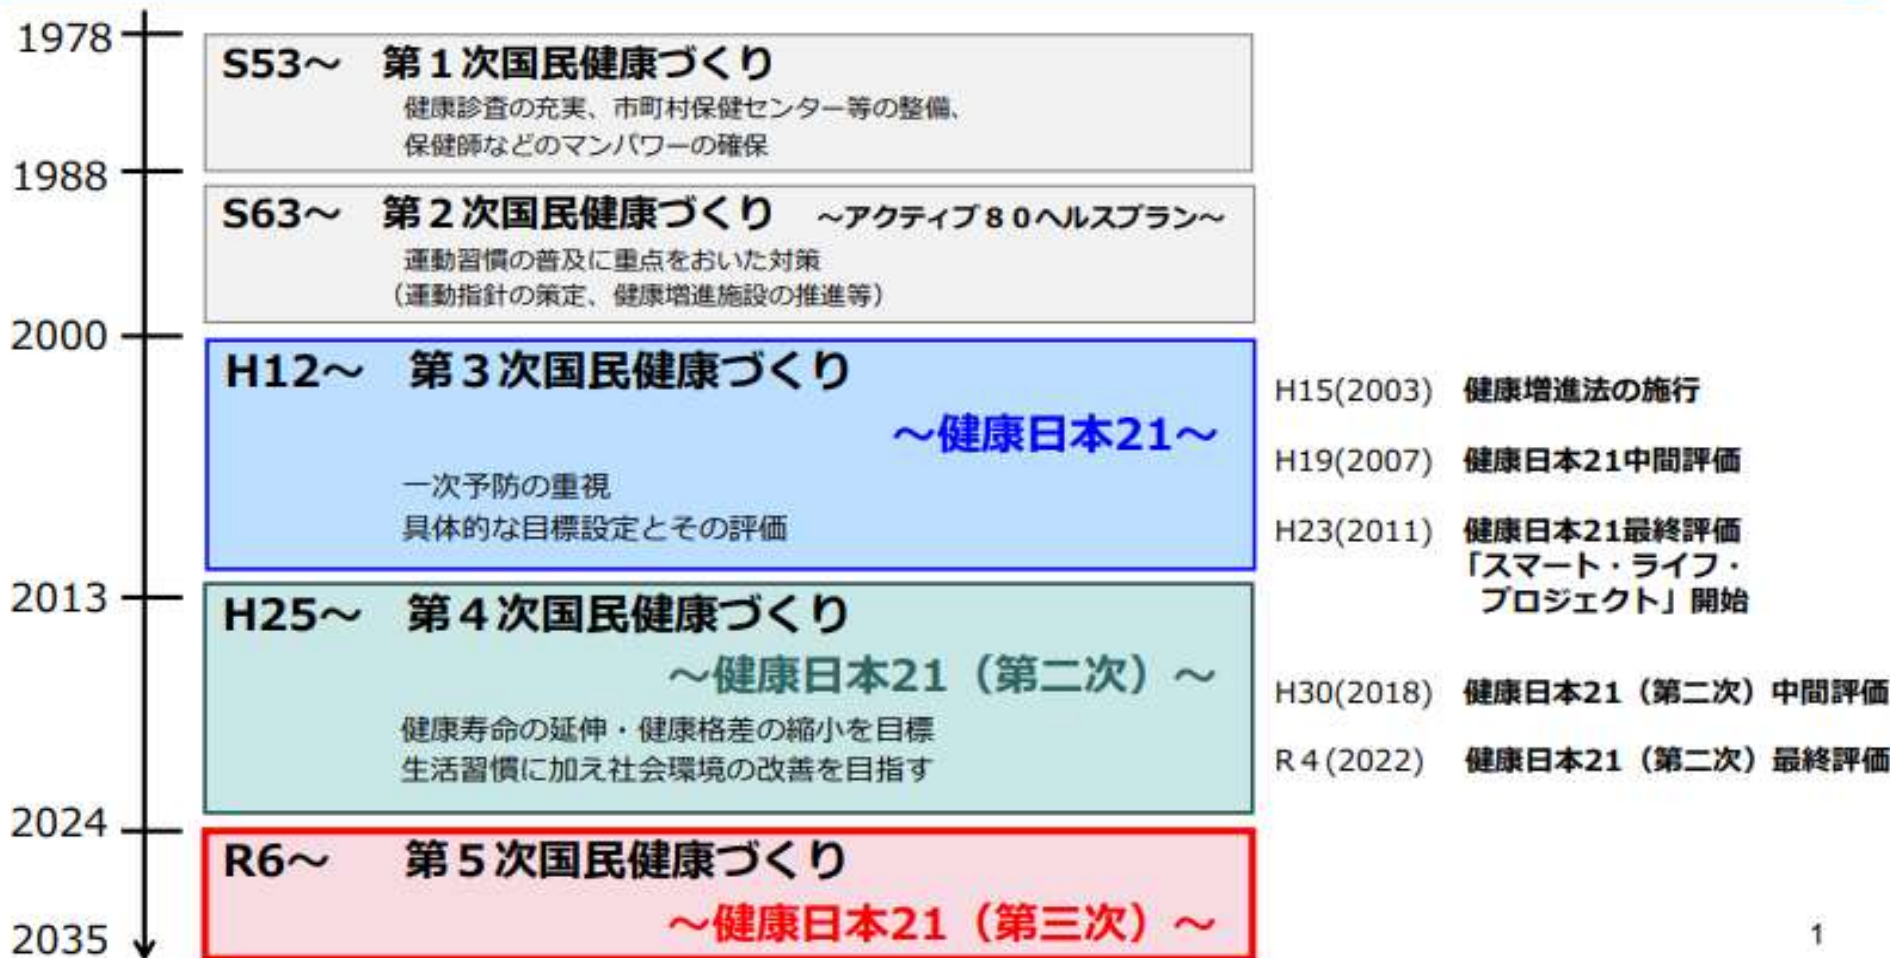 1978
S53～ 第１次国民健康づくり
健康診査の充実、市町村保健センター等の整備、
保健師などのマンパワーの確保
1988
S63～ 第２次国民健康づくり ～アクティブ８０ヘルスプラン～
運動習慣の普及に重点をおいた対策
（運動指針の策定、健康増進施設の推進等）
2000
H12～ 第３次国民健康づくり
～健康日本21～
一次予防の重視
具体的な目標設定とその評価
H15(2003) 健康増進法の施行
H19(2007) 健康日本21中間評価
H23(2011) 健康日本21最終評価
「スマート・ライフ・
プロジェクト」開始
2013
H25～ 第４次国民健康づくり
～健康日本21（第二次）～
健康寿命の延伸・健康格差の縮小を目標
生活習慣に加え社会環境の改善を目指す
H30(2018) 健康日本21（第二次）中間評価
R４(2022) 健康日本21（第二次）最終評価
2024
R6～ 第５次国民健康づくり
～健康日本21（第三次）～
2035
1